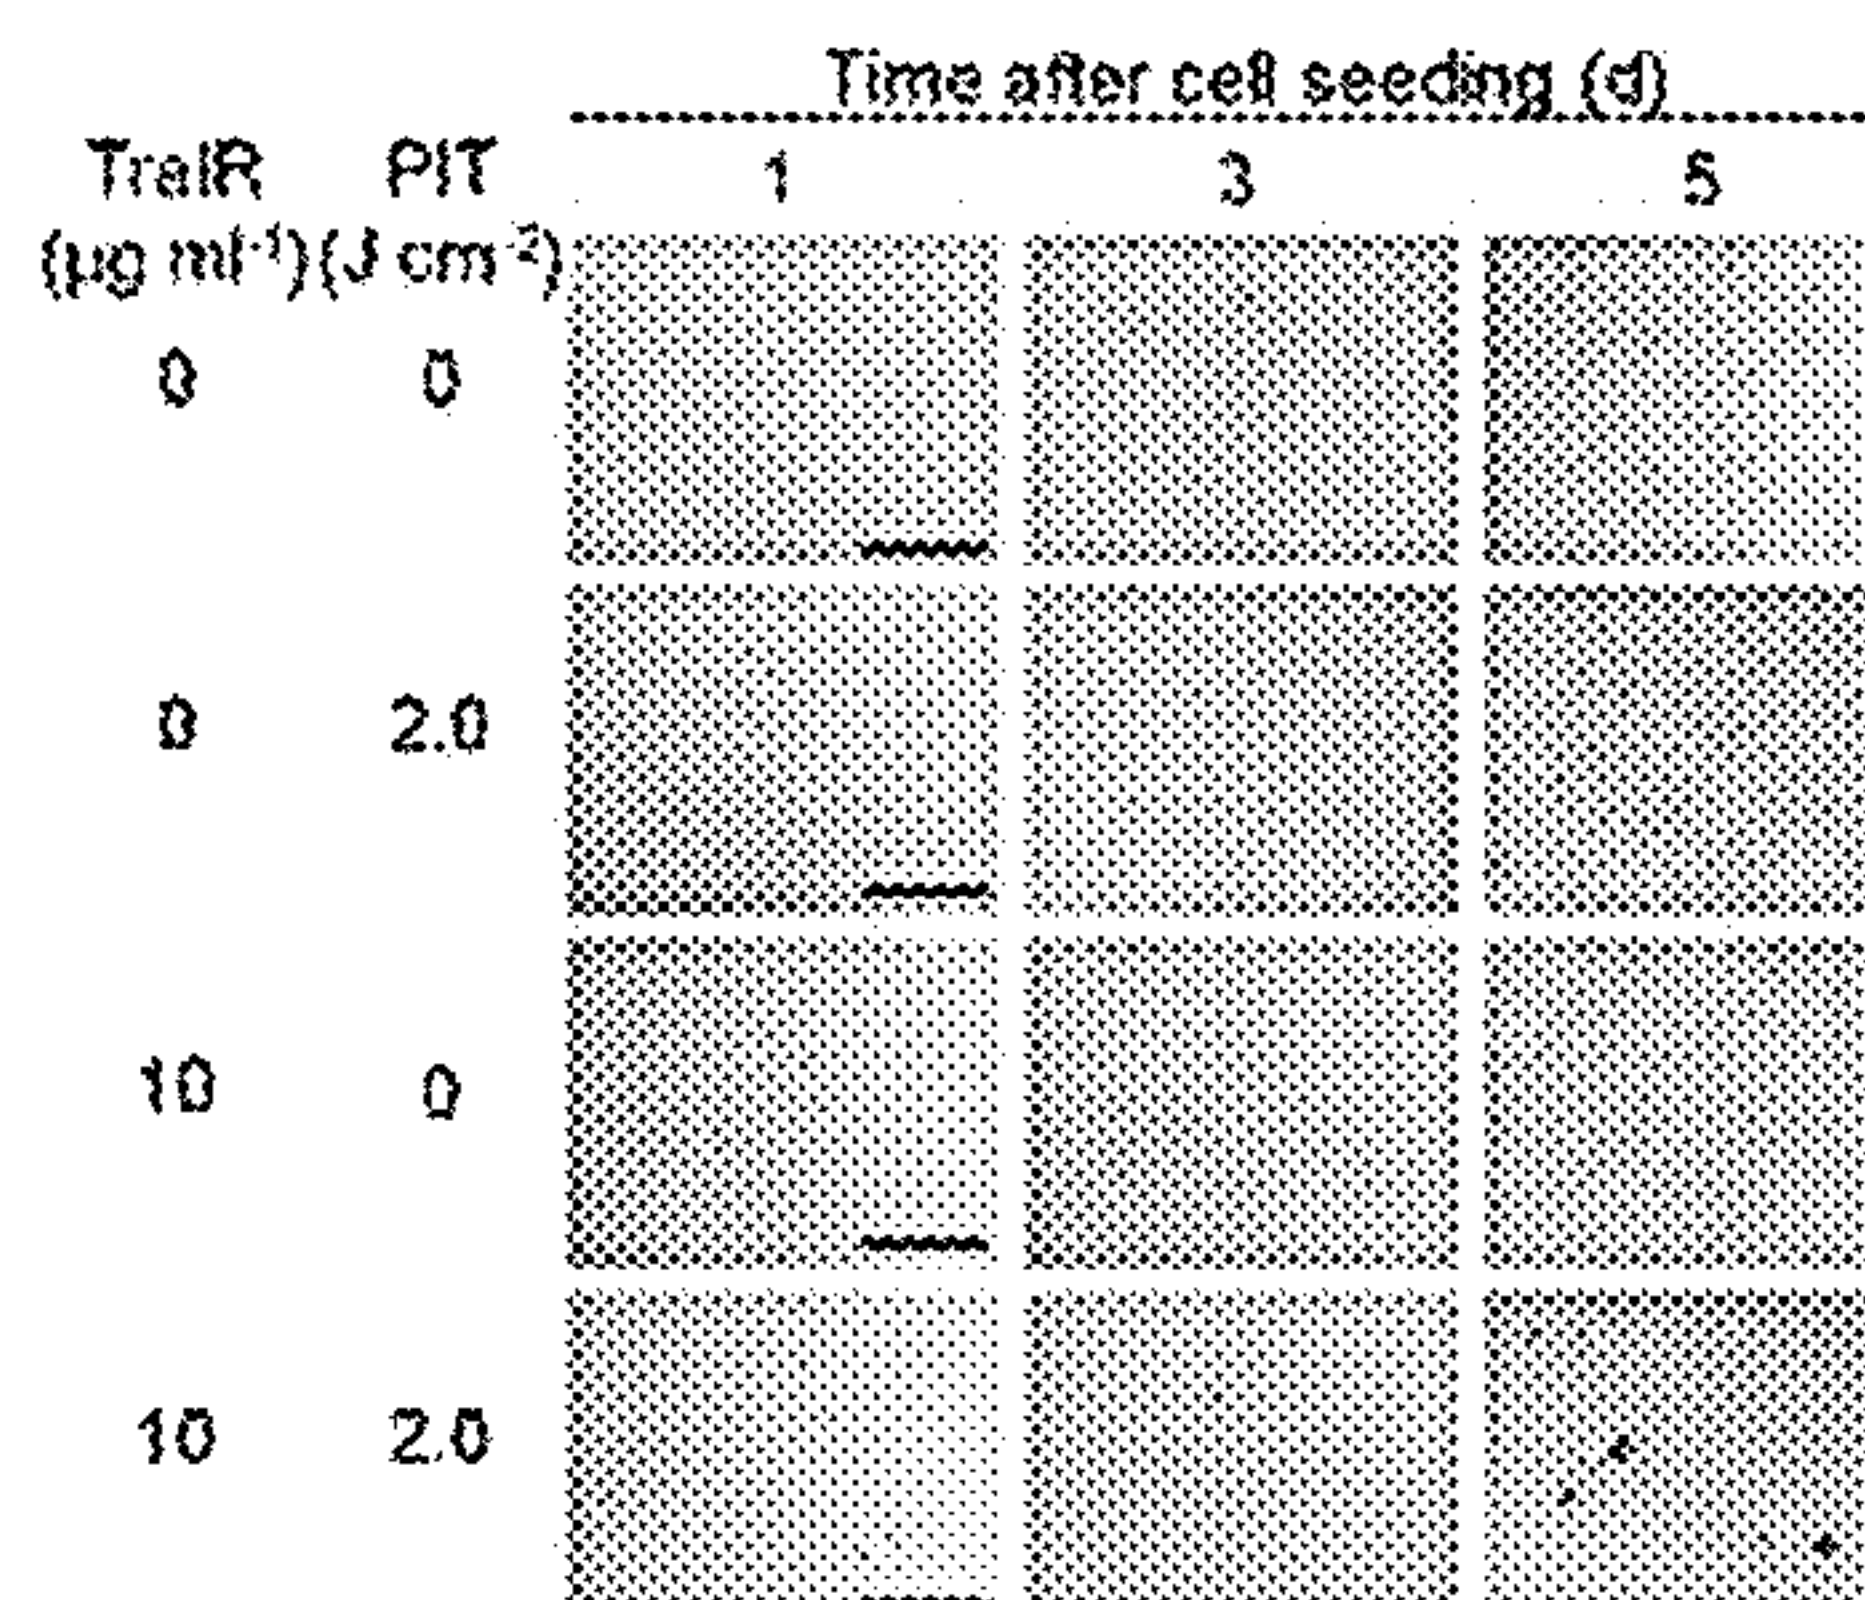 Time after cell seeding (d)
TraIR PIT 1 3 5
(µg ml-1) (J cm-2)
0 0
0 2.0
10 0
10 2.0